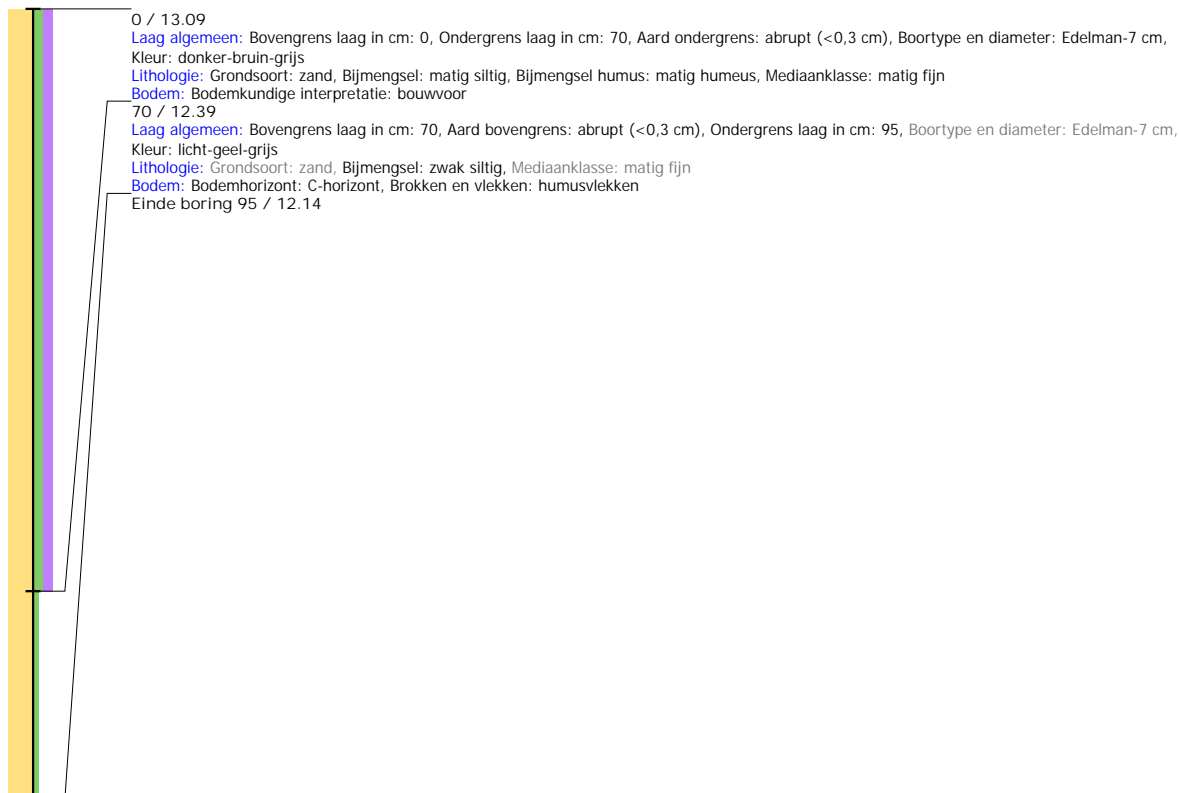 0 / 13.09
Laag algemeen: Bovengrens laag in cm: 0, Ondergrens laag in cm: 70, Aard ondergrens: abrupt (<0,3 cm), Boortype en diameter: Edelman-7 cm,
Kleur: donker-bruin-grijs
Lithologie: Grondsoort: zand, Bijmengsel: matig siltig, Bijmengsel humus: matig humeus, Mediaanklasse: matig fijn
Bodem: Bodemkundige interpretatie: bouwvoor
70 / 12.39
Laag algemeen: Bovengrens laag in cm: 70, Aard bovengrens: abrupt (<0,3 cm), Ondergrens laag in cm: 95, Boortype en diameter: Edelman-7 cm,
Kleur: licht-geel-grijs
Lithologie: Grondsoort: zand, Bijmengsel: zwak siltig, Mediaanklasse: matig fijn
Bodem: Bodemhorizont: C-horizont, Brokken en vlekken: humusvlekken
Einde boring 95 / 12.14